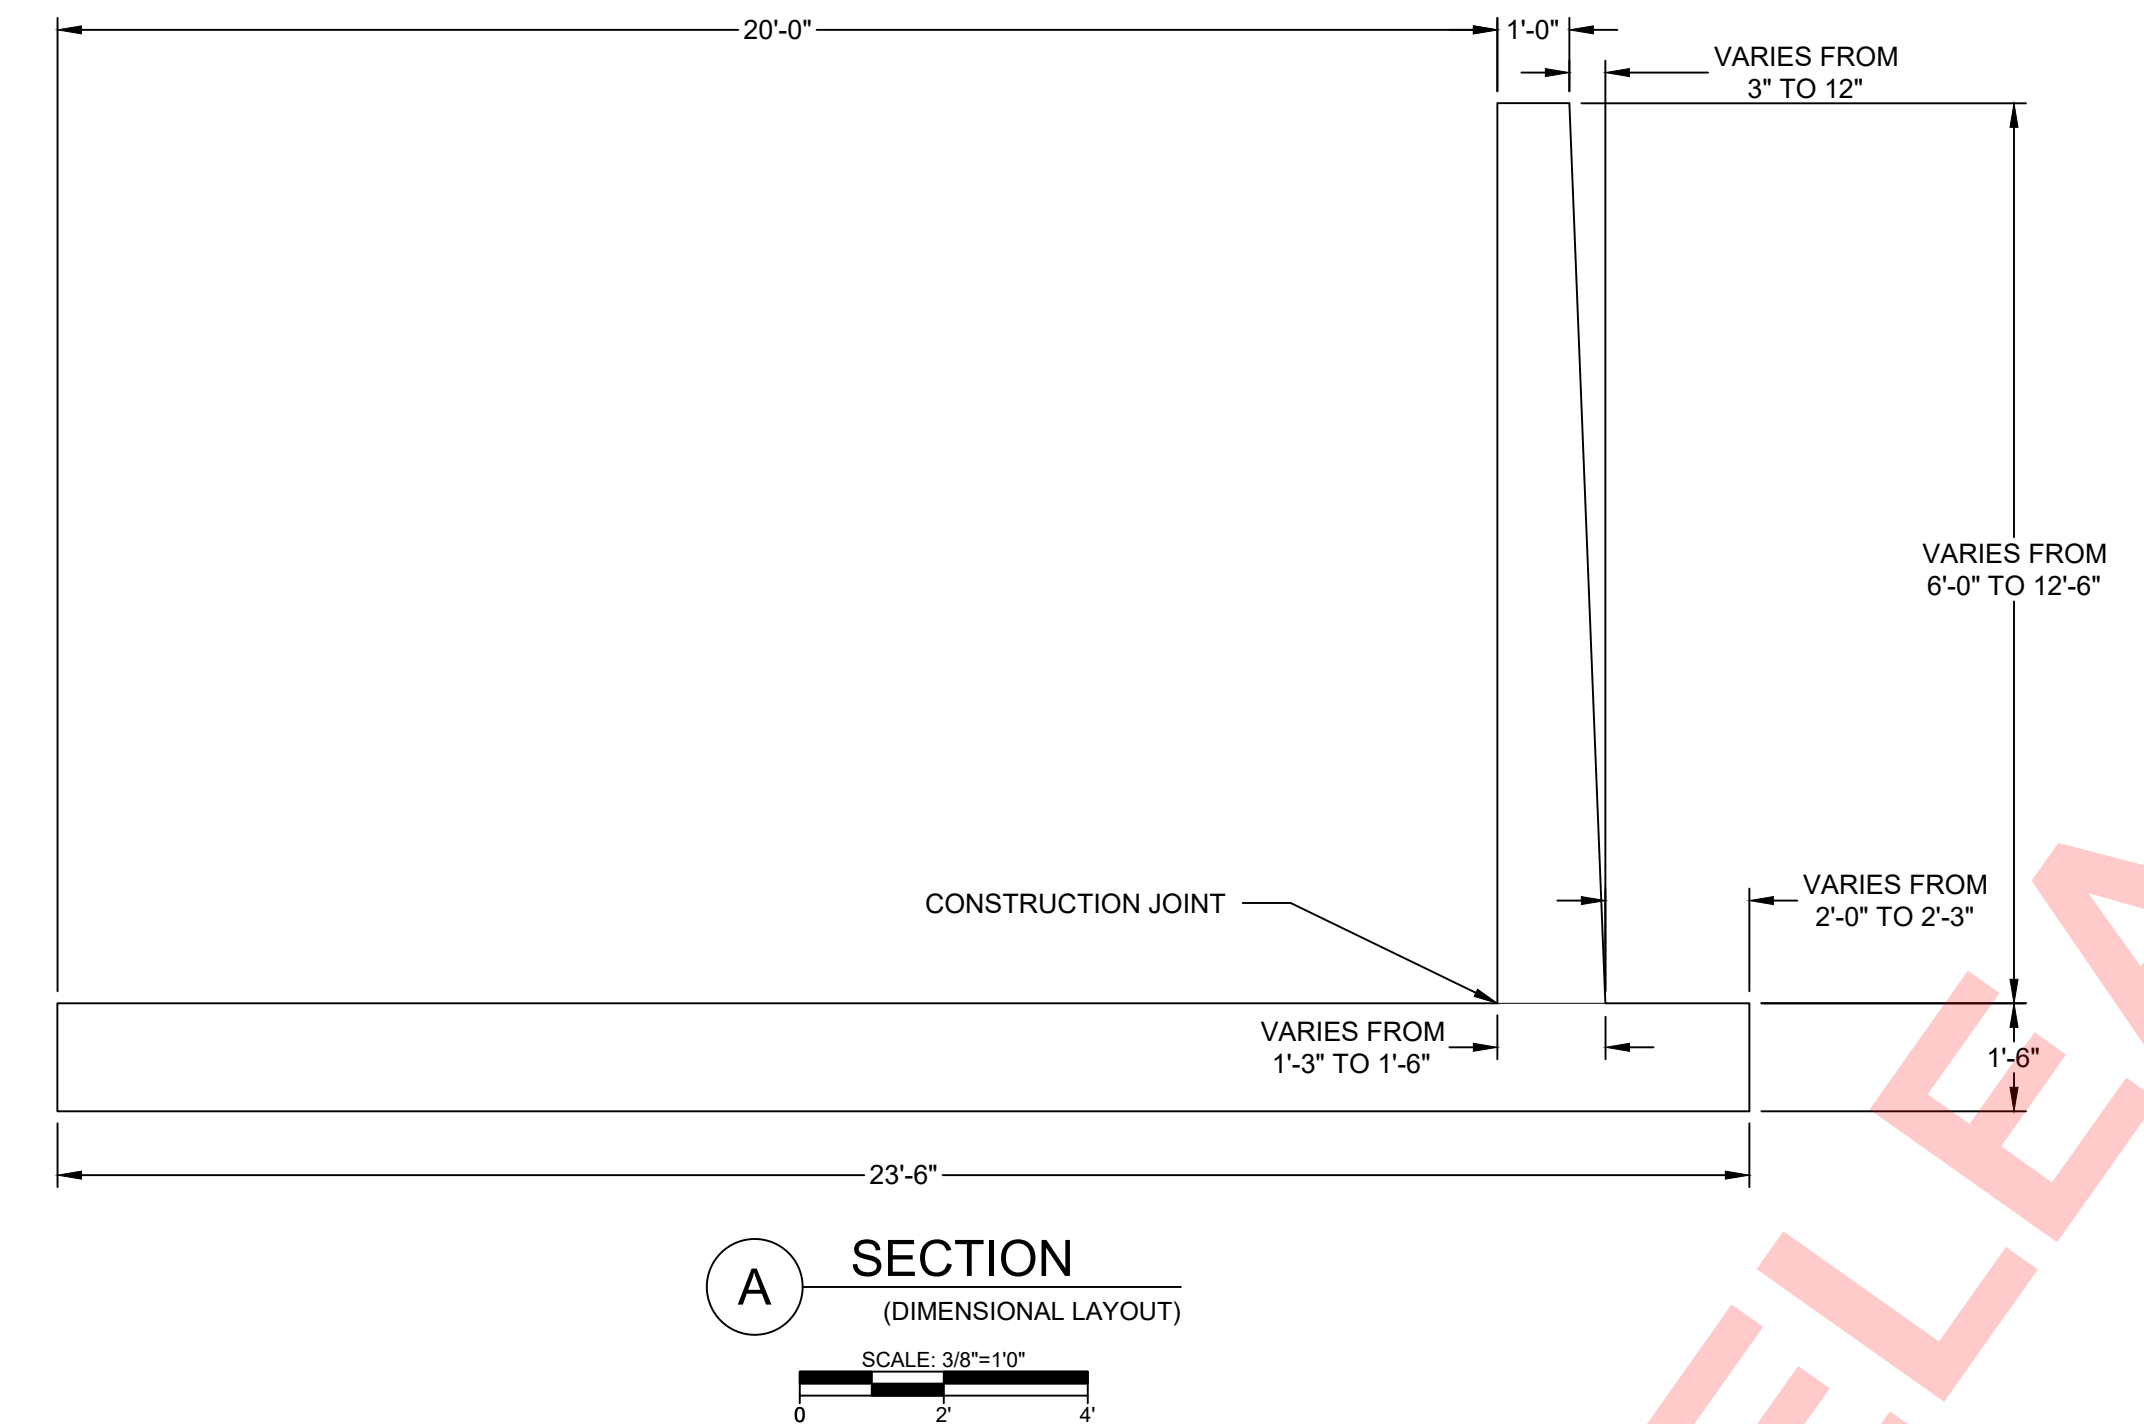 20'-0"
1'-0"
VARIES FROM
3" TO 12"
VARIES FROM
6'-0" TO 12'-6"
CONSTRUCTION JOINT
VARIES FROM
2'-0" TO 2'-3"
VARIES FROM
1'-3" TO 1'-6"
1'-6"
23'-6"
A
SECTION
(DIMENSIONAL LAYOUT)
SCALE: 3/8"=1'0"
0 2' 4'
ELEA